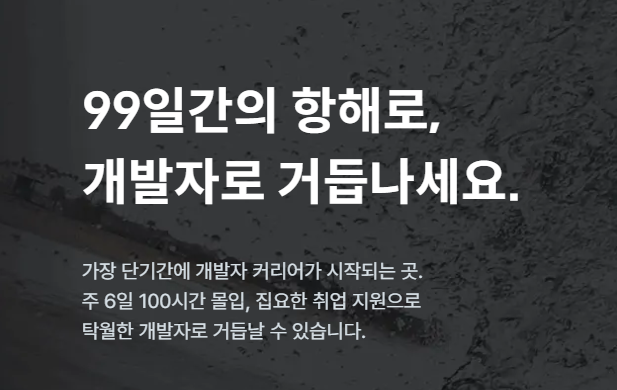 99일간의 항해로,
개발자로 거듭나세요.
가장 단기간에 개발자 커리어가 시작되는 곳.
주 6일 100시간 몰입, 집요한 취업 지원으로
탁월한 개발자로 거듭날 수 있습니다.